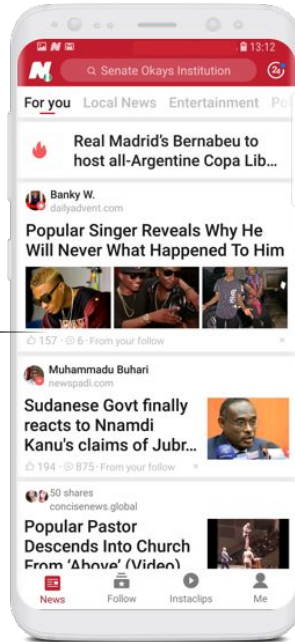 13:12
Senate Okays Institution
24
For you Local News Entertainment Pol
Real Madrid's Bernabeu to
host all-Argentine Copa Lib...
Banky W.
dailyadvent.com
Popular Singer Reveals Why He
Will Never What Happened To Him
157 · 6 · From your follow ×
Muhammadu Buhari
newspadi.com
Sudanese Govt finally
reacts to Nnamdi
Kanu's claims of Jubr...
194 · 875 · From your follow ×
50 shares
concisenews.global
Popular Pastor
Descends Into Church
From 'Above' (Video)
News Follow Instaclips Me